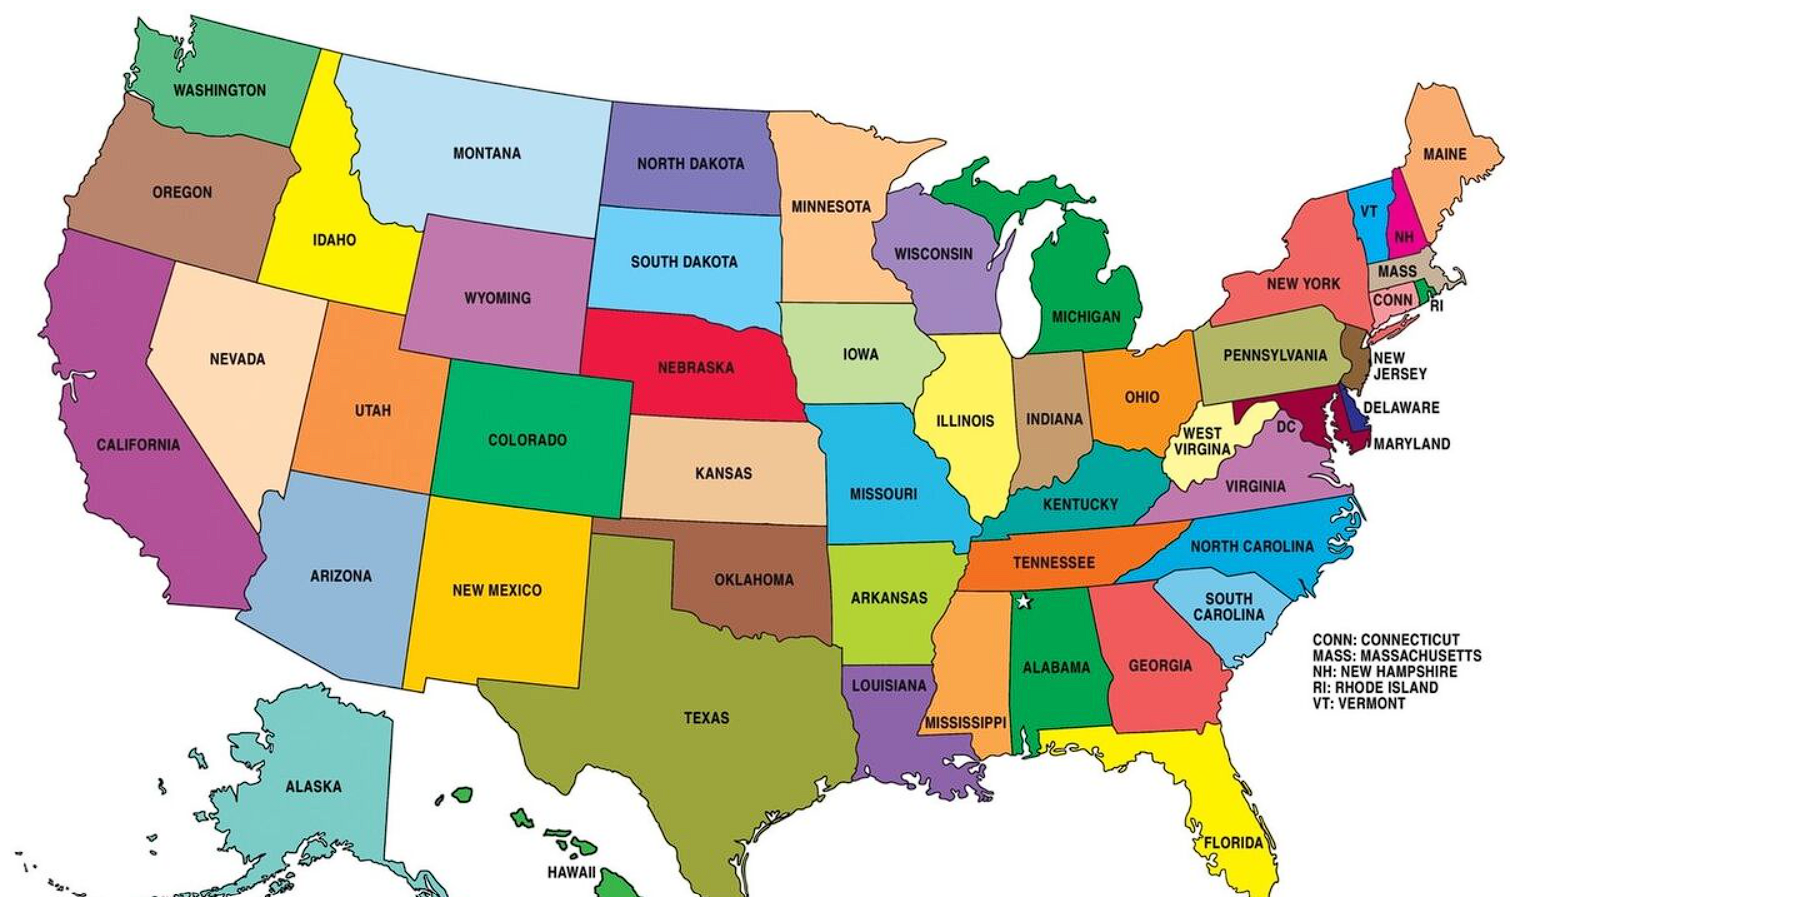 WASHINGTON
MONTANA
NORTH DAKOTA
MINNESOTA
MAINE
OREGON
IDAHO
WISCONSIN
VT
NH
SOUTH DAKOTA
WYOMING
MICHIGAN
NEW YORK
MASS
CONN
RI
NEVADA
NEBRASKA
IOWA
PENNSYLVANIA
NEW
JERSEY
UTAH
COLORADO
ILLINOIS
INDIANA
OHIO
DELAWARE
WEST
VIRGINA
DC
MARYLAND
CALIFORNIA
KANSAS
MISSOURI
KENTUCKY
VIRGINIA
ARIZONA
NEW MEXICO
OKLAHOMA
ARKANSAS
TENNESSEE
NORTH CAROLINA
SOUTH
CAROLINA
TEXAS
LOUISIANA
MISSISSIPPI
ALABAMA
GEORGIA
CONN: CONNECTICUT
MASS: MASSACHUSETTS
NH: NEW HAMPSHIRE
RI: RHODE ISLAND
VT: VERMONT
ALASKA
HAWAII
FLORIDA